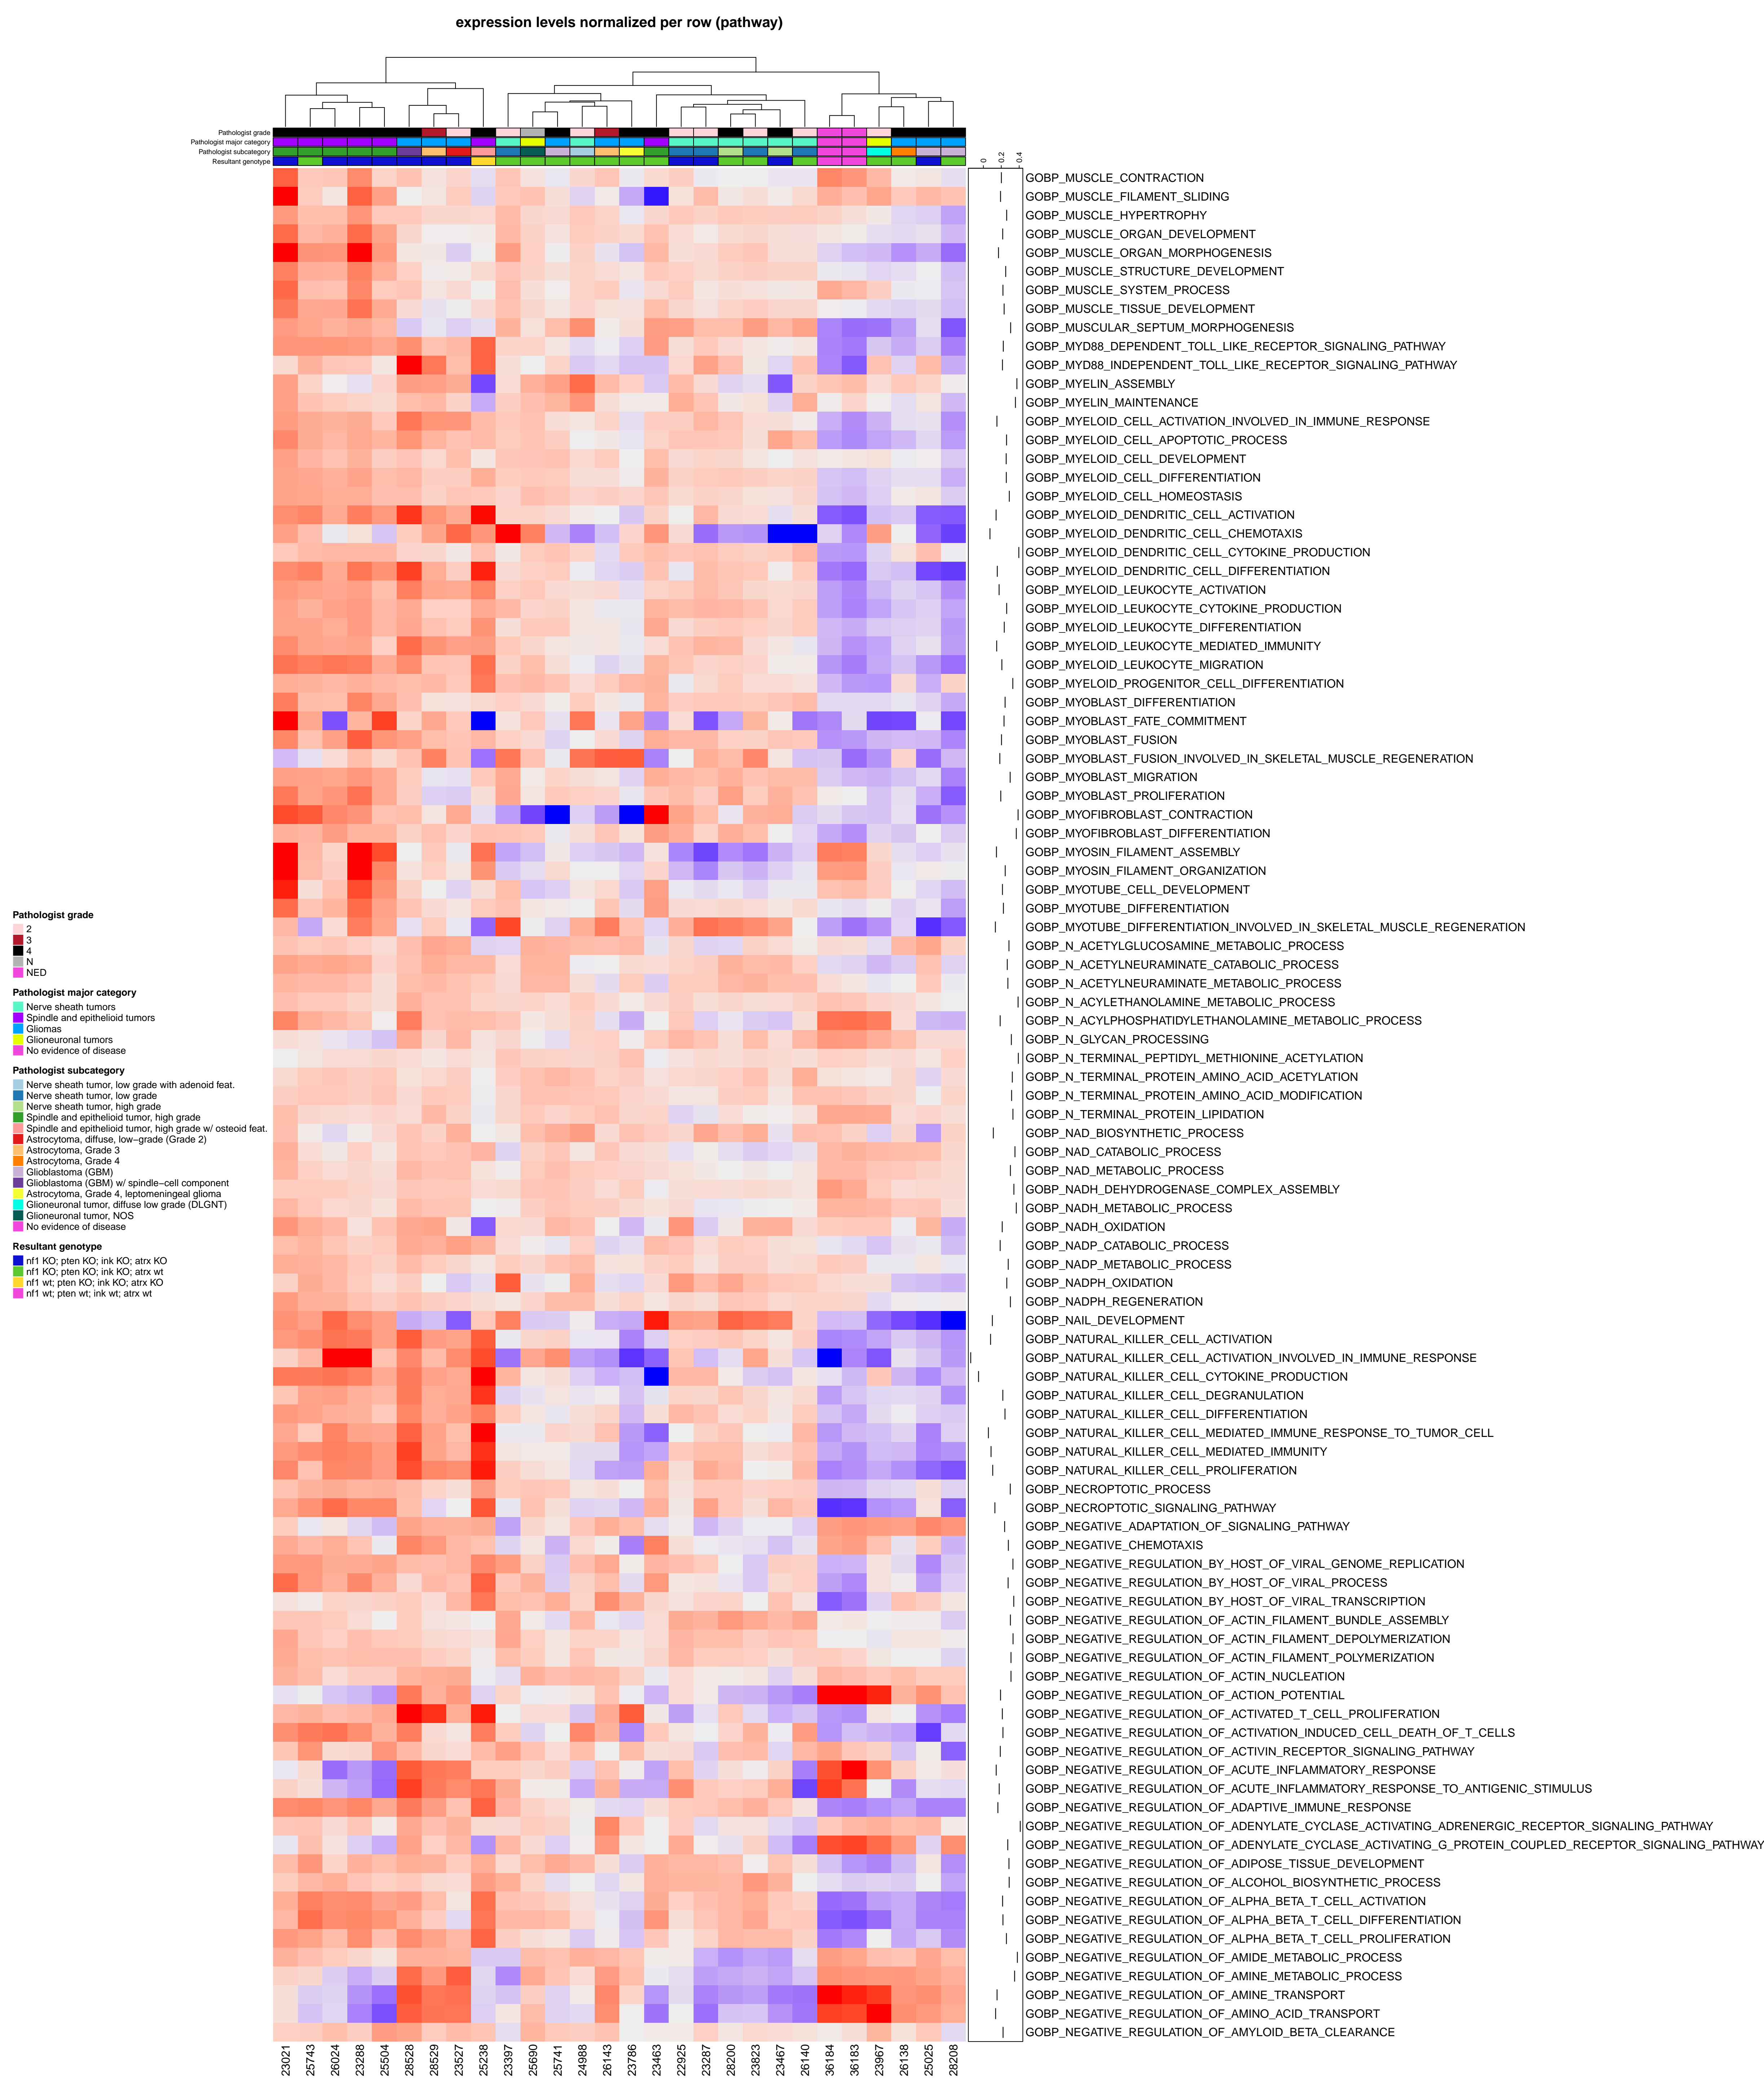 expression levels normalized per row (pathway)
Pathologist grade
Pathologist major category
Pathologist subcategory
Resultant genotype
0
0.2
0.4
GOBP_MUSCLE_CONTRACTION
GOBP_MUSCLE_FILAMENT_SLIDING
GOBP_MUSCLE_HYPERTROPHY
GOBP_MUSCLE_ORGAN_DEVELOPMENT
GOBP_MUSCLE_ORGAN_MORPHOGENESIS
GOBP_MUSCLE_STRUCTURE_DEVELOPMENT
GOBP_MUSCLE_SYSTEM_PROCESS
GOBP_MUSCLE_TISSUE_DEVELOPMENT
GOBP_MUSCULAR_SEPTUM_MORPHOGENESIS
GOBP_MYD88_DEPENDENT_TOLL_LIKE_RECEPTOR_SIGNALING_PATHWAY
GOBP_MYD88_INDEPENDENT_TOLL_LIKE_RECEPTOR_SIGNALING_PATHWAY
GOBP_MYELIN_ASSEMBLY
GOBP_MYELIN_MAINTENANCE
GOBP_MYELOID_CELL_ACTIVATION_INVOLVED_IN_IMMUNE_RESPONSE
GOBP_MYELOID_CELL_APOPTOTIC_PROCESS
GOBP_MYELOID_CELL_DEVELOPMENT
GOBP_MYELOID_CELL_DIFFERENTIATION
GOBP_MYELOID_CELL_HOMEOSTASIS
GOBP_MYELOID_DENDRITIC_CELL_ACTIVATION
GOBP_MYELOID_DENDRITIC_CELL_CHEMOTAXIS
GOBP_MYELOID_DENDRITIC_CELL_CYTOKINE_PRODUCTION
GOBP_MYELOID_DENDRITIC_CELL_DIFFERENTIATION
GOBP_MYELOID_LEUKOCYTE_ACTIVATION
GOBP_MYELOID_LEUKOCYTE_CYTOKINE_PRODUCTION
GOBP_MYELOID_LEUKOCYTE_DIFFERENTIATION
GOBP_MYELOID_LEUKOCYTE_MEDIATED_IMMUNITY
GOBP_MYELOID_LEUKOCYTE_MIGRATION
GOBP_MYELOID_PROGENITOR_CELL_DIFFERENTIATION
GOBP_MYOBLAST_DIFFERENTIATION
GOBP_MYOBLAST_FATE_COMMITMENT
GOBP_MYOBLAST_FUSION
GOBP_MYOBLAST_FUSION_INVOLVED_IN_SKELETAL_MUSCLE_REGENERATION
GOBP_MYOBLAST_MIGRATION
GOBP_MYOBLAST_PROLIFERATION
GOBP_MYOFIBROBLAST_CONTRACTION
GOBP_MYOFIBROBLAST_DIFFERENTIATION
GOBP_MYOSIN_FILAMENT_ASSEMBLY
GOBP_MYOSIN_FILAMENT_ORGANIZATION
GOBP_MYOTUBE_CELL_DEVELOPMENT
GOBP_MYOTUBE_DIFFERENTIATION
GOBP_MYOTUBE_DIFFERENTIATION_INVOLVED_IN_SKELETAL_MUSCLE_REGENERATION
GOBP_N_ACETYLGLUCOSAMINE_METABOLIC_PROCESS
GOBP_N_ACETYLNEURAMINATE_CATABOLIC_PROCESS
GOBP_N_ACETYLNEURAMINATE_METABOLIC_PROCESS
GOBP_N_ACYLETHANOLAMINE_METABOLIC_PROCESS
GOBP_N_ACYLPHOSPHATIDYLETHANOLAMINE_METABOLIC_PROCESS
GOBP_N_GLYCAN_PROCESSING
GOBP_N_TERMINAL_PEPTIDYL_METHIONINE_ACETYLATION
GOBP_N_TERMINAL_PROTEIN_AMINO_ACID_ACETYLATION
GOBP_N_TERMINAL_PROTEIN_AMINO_ACID_MODIFICATION
GOBP_N_TERMINAL_PROTEIN_LIPIDATION
GOBP_NAD_BIOSYNTHETIC_PROCESS
GOBP_NAD_CATABOLIC_PROCESS
GOBP_NAD_METABOLIC_PROCESS
GOBP_NADH_DEHYDROGENASE_COMPLEX_ASSEMBLY
GOBP_NADH_METABOLIC_PROCESS
GOBP_NADH_OXIDATION
GOBP_NADP_CATABOLIC_PROCESS
GOBP_NADP_METABOLIC_PROCESS
GOBP_NADPH_OXIDATION
GOBP_NADPH_REGENERATION
GOBP_NAIL_DEVELOPMENT
GOBP_NATURAL_KILLER_CELL_ACTIVATION
GOBP_NATURAL_KILLER_CELL_ACTIVATION_INVOLVED_IN_IMMUNE_RESPONSE
GOBP_NATURAL_KILLER_CELL_CYTOKINE_PRODUCTION
GOBP_NATURAL_KILLER_CELL_DEGRANULATION
GOBP_NATURAL_KILLER_CELL_DIFFERENTIATION
GOBP_NATURAL_KILLER_CELL_MEDIATED_IMMUNE_RESPONSE_TO_TUMOR_CELL
GOBP_NATURAL_KILLER_CELL_MEDIATED_IMMUNITY
GOBP_NATURAL_KILLER_CELL_PROLIFERATION
GOBP_NECROPTOTIC_PROCESS
GOBP_NECROPTOTIC_SIGNALING_PATHWAY
GOBP_NEGATIVE_ADAPTATION_OF_SIGNALING_PATHWAY
GOBP_NEGATIVE_CHEMOTAXIS
GOBP_NEGATIVE_REGULATION_BY_HOST_OF_VIRAL_GENOME_REPLICATION
GOBP_NEGATIVE_REGULATION_BY_HOST_OF_VIRAL_PROCESS
GOBP_NEGATIVE_REGULATION_BY_HOST_OF_VIRAL_TRANSCRIPTION
GOBP_NEGATIVE_REGULATION_OF_ACTIN_FILAMENT_BUNDLE_ASSEMBLY
GOBP_NEGATIVE_REGULATION_OF_ACTIN_FILAMENT_DEPOLYMERIZATION
GOBP_NEGATIVE_REGULATION_OF_ACTIN_FILAMENT_POLYMERIZATION
GOBP_NEGATIVE_REGULATION_OF_ACTIN_NUCLEATION
GOBP_NEGATIVE_REGULATION_OF_ACTION_POTENTIAL
GOBP_NEGATIVE_REGULATION_OF_ACTIVATED_T_CELL_PROLIFERATION
GOBP_NEGATIVE_REGULATION_OF_ACTIVATION_INDUCED_CELL_DEATH_OF_T_CELLS
GOBP_NEGATIVE_REGULATION_OF_ACTIVIN_RECEPTOR_SIGNALING_PATHWAY
GOBP_NEGATIVE_REGULATION_OF_ACUTE_INFLAMMATORY_RESPONSE
GOBP_NEGATIVE_REGULATION_OF_ACUTE_INFLAMMATORY_RESPONSE_TO_ANTIGENIC_STIMULUS
GOBP_NEGATIVE_REGULATION_OF_ADAPTIVE_IMMUNE_RESPONSE
GOBP_NEGATIVE_REGULATION_OF_ADENYLATE_CYCLASE_ACTIVATING_ADRENERGIC_RECEPTOR_SIGNALING_PATHWAY
GOBP_NEGATIVE_REGULATION_OF_ADENYLATE_CYCLASE_ACTIVATING_G_PROTEIN_COUPLED_RECEPTOR_SIGNALING_PATHWAY
GOBP_NEGATIVE_REGULATION_OF_ADIPOSE_TISSUE_DEVELOPMENT
GOBP_NEGATIVE_REGULATION_OF_ALCOHOL_BIOSYNTHETIC_PROCESS
GOBP_NEGATIVE_REGULATION_OF_ALPHA_BETA_T_CELL_ACTIVATION
GOBP_NEGATIVE_REGULATION_OF_ALPHA_BETA_T_CELL_DIFFERENTIATION
GOBP_NEGATIVE_REGULATION_OF_ALPHA_BETA_T_CELL_PROLIFERATION
GOBP_NEGATIVE_REGULATION_OF_AMIDE_METABOLIC_PROCESS
GOBP_NEGATIVE_REGULATION_OF_AMINE_METABOLIC_PROCESS
GOBP_NEGATIVE_REGULATION_OF_AMINE_TRANSPORT
GOBP_NEGATIVE_REGULATION_OF_AMINO_ACID_TRANSPORT
GOBP_NEGATIVE_REGULATION_OF_AMYLOID_BETA_CLEARANCE
Pathologist grade
2
3
4
N
NED
Pathologist major category
Nerve sheath tumors
Spindle and epithelioid tumors
Gliomas
Glioneuronal tumors
No evidence of disease
Pathologist subcategory
Nerve sheath tumor, low grade with adenoid feat.
Nerve sheath tumor, low grade
Nerve sheath tumor, high grade
Spindle and epithelioid tumor, high grade
Spindle and epithelioid tumor, high grade w/ osteoid feat.
Astrocytoma, diffuse, low−grade (Grade 2)
Astrocytoma, Grade 3
Astrocytoma, Grade 4
Glioblastoma (GBM)
Glioblastoma (GBM) w/ spindle−cell component
Astrocytoma, Grade 4, leptomeningeal glioma
Glioneuronal tumor, diffuse low grade (DLGNT)
Glioneuronal tumor, NOS
No evidence of disease
Resultant genotype
nf1 KO; pten KO; ink KO; atrx KO
nf1 KO; pten KO; ink KO; atrx wt
nf1 wt; pten KO; ink KO; atrx KO
nf1 wt; pten wt; ink wt; atrx wt
23021
25743
26024
23288
25504
28528
28529
23527
25238
23397
25690
25741
24988
26143
23786
23463
22925
23287
28200
23823
23467
26140
36184
36183
23967
26138
25025
28208